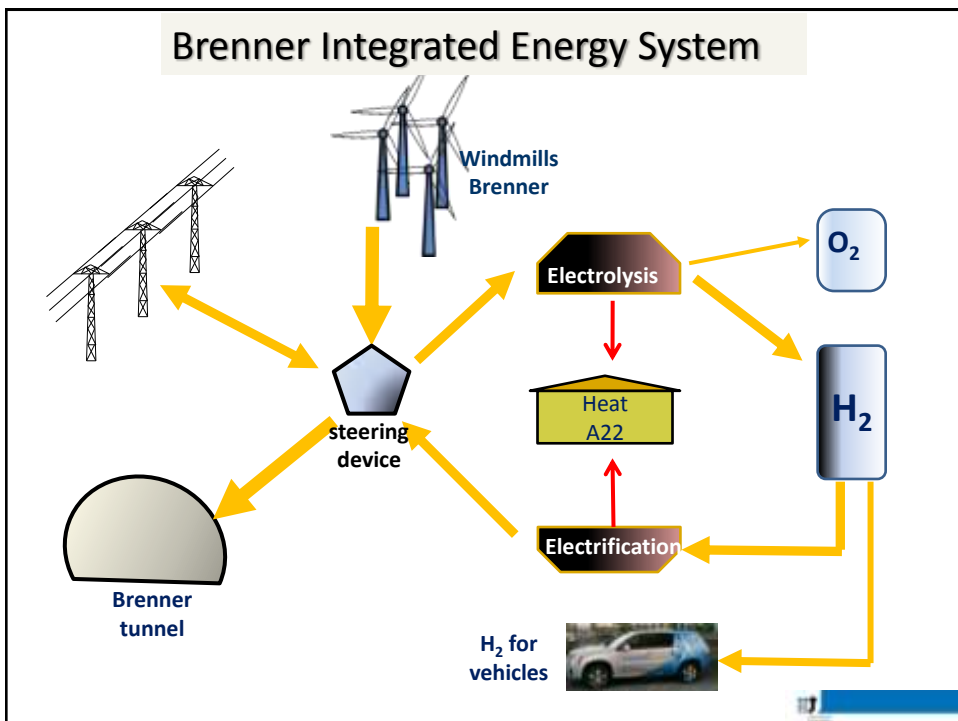 Brenner Integrated Energy System
Windmills
Brenner
Electrolysis
O₂
Heat
A22
H₂
steering
device
Electrification
Brenner
tunnel
H₂ for
vehicles